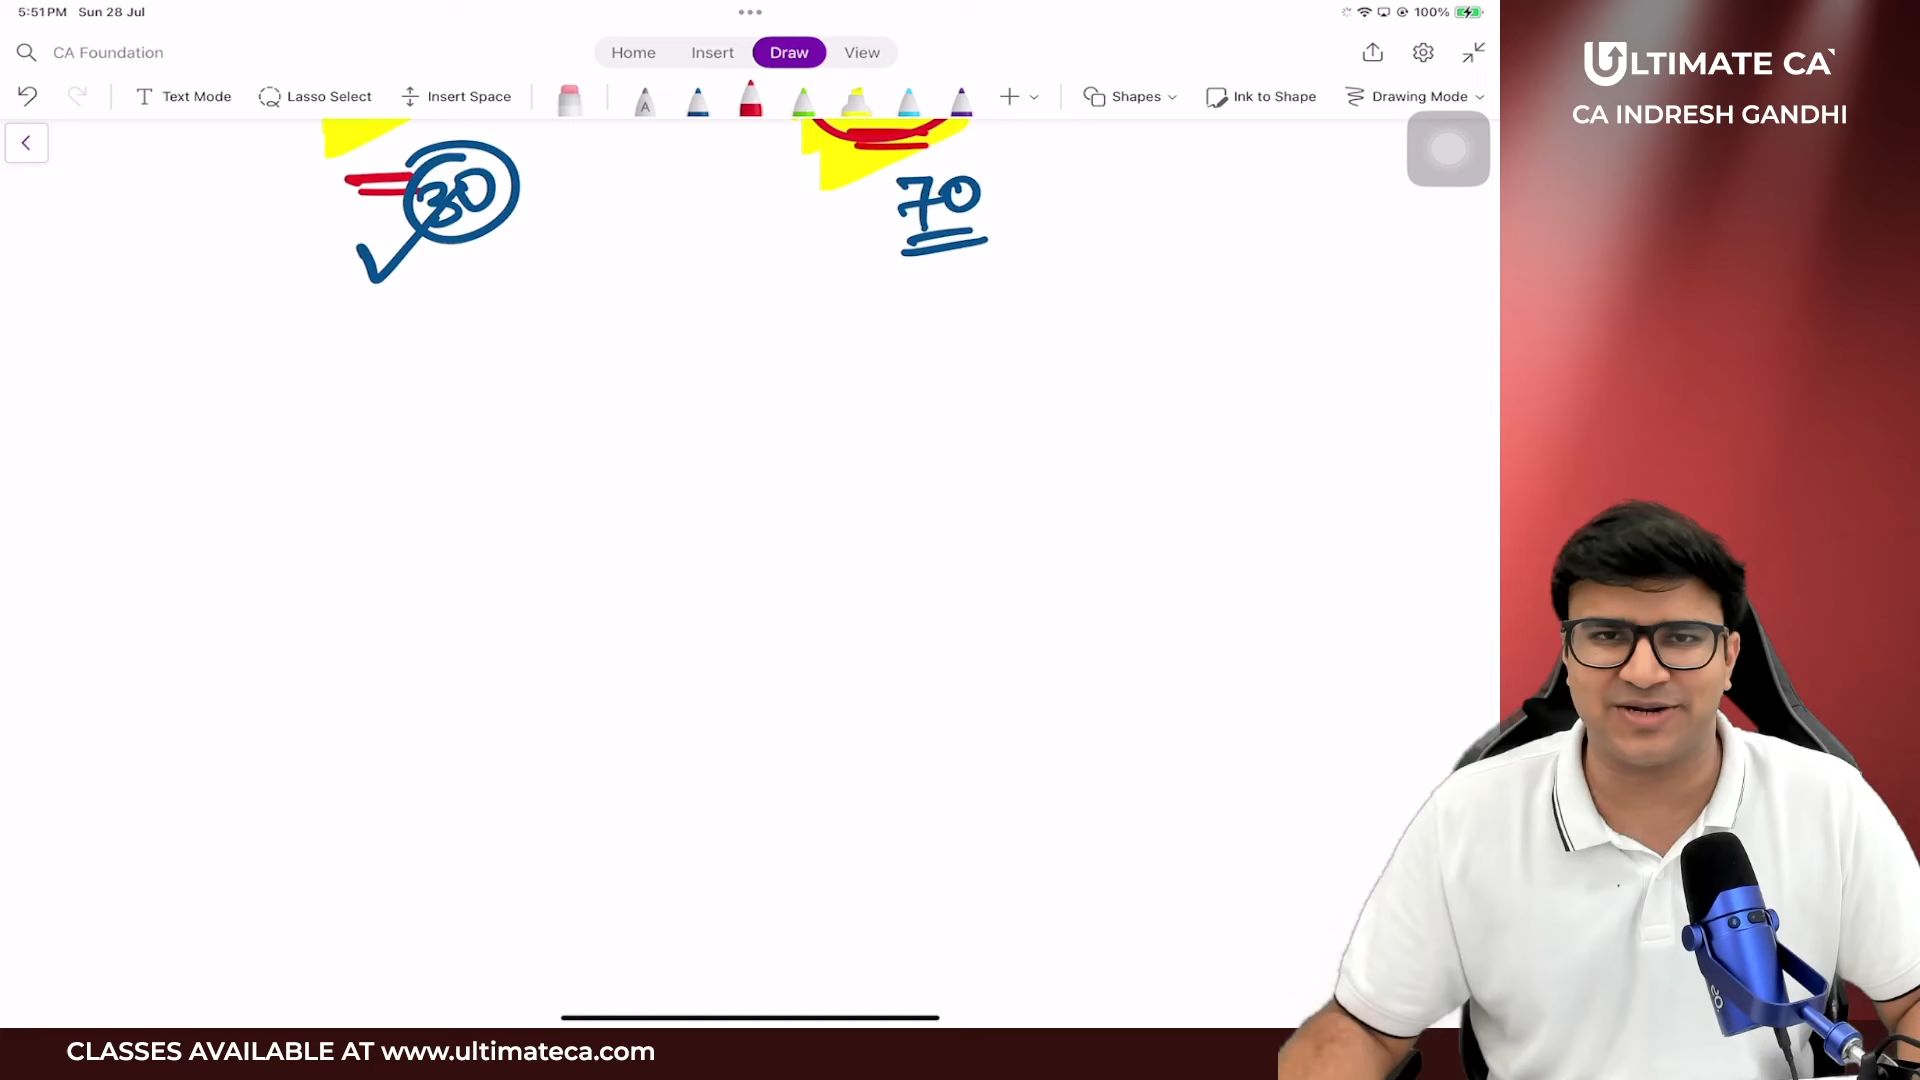 5:51 PM Sun 28 Jul
100%
CA Foundation
Home Insert Draw View
Text Mode Lasso Select Insert Space
A
Shapes Ink to Shape Drawing Mode
30
70
ULTIMATE CA
CA INDRESH GANDHI
CLASSES AVAILABLE AT www.ultimateca.com